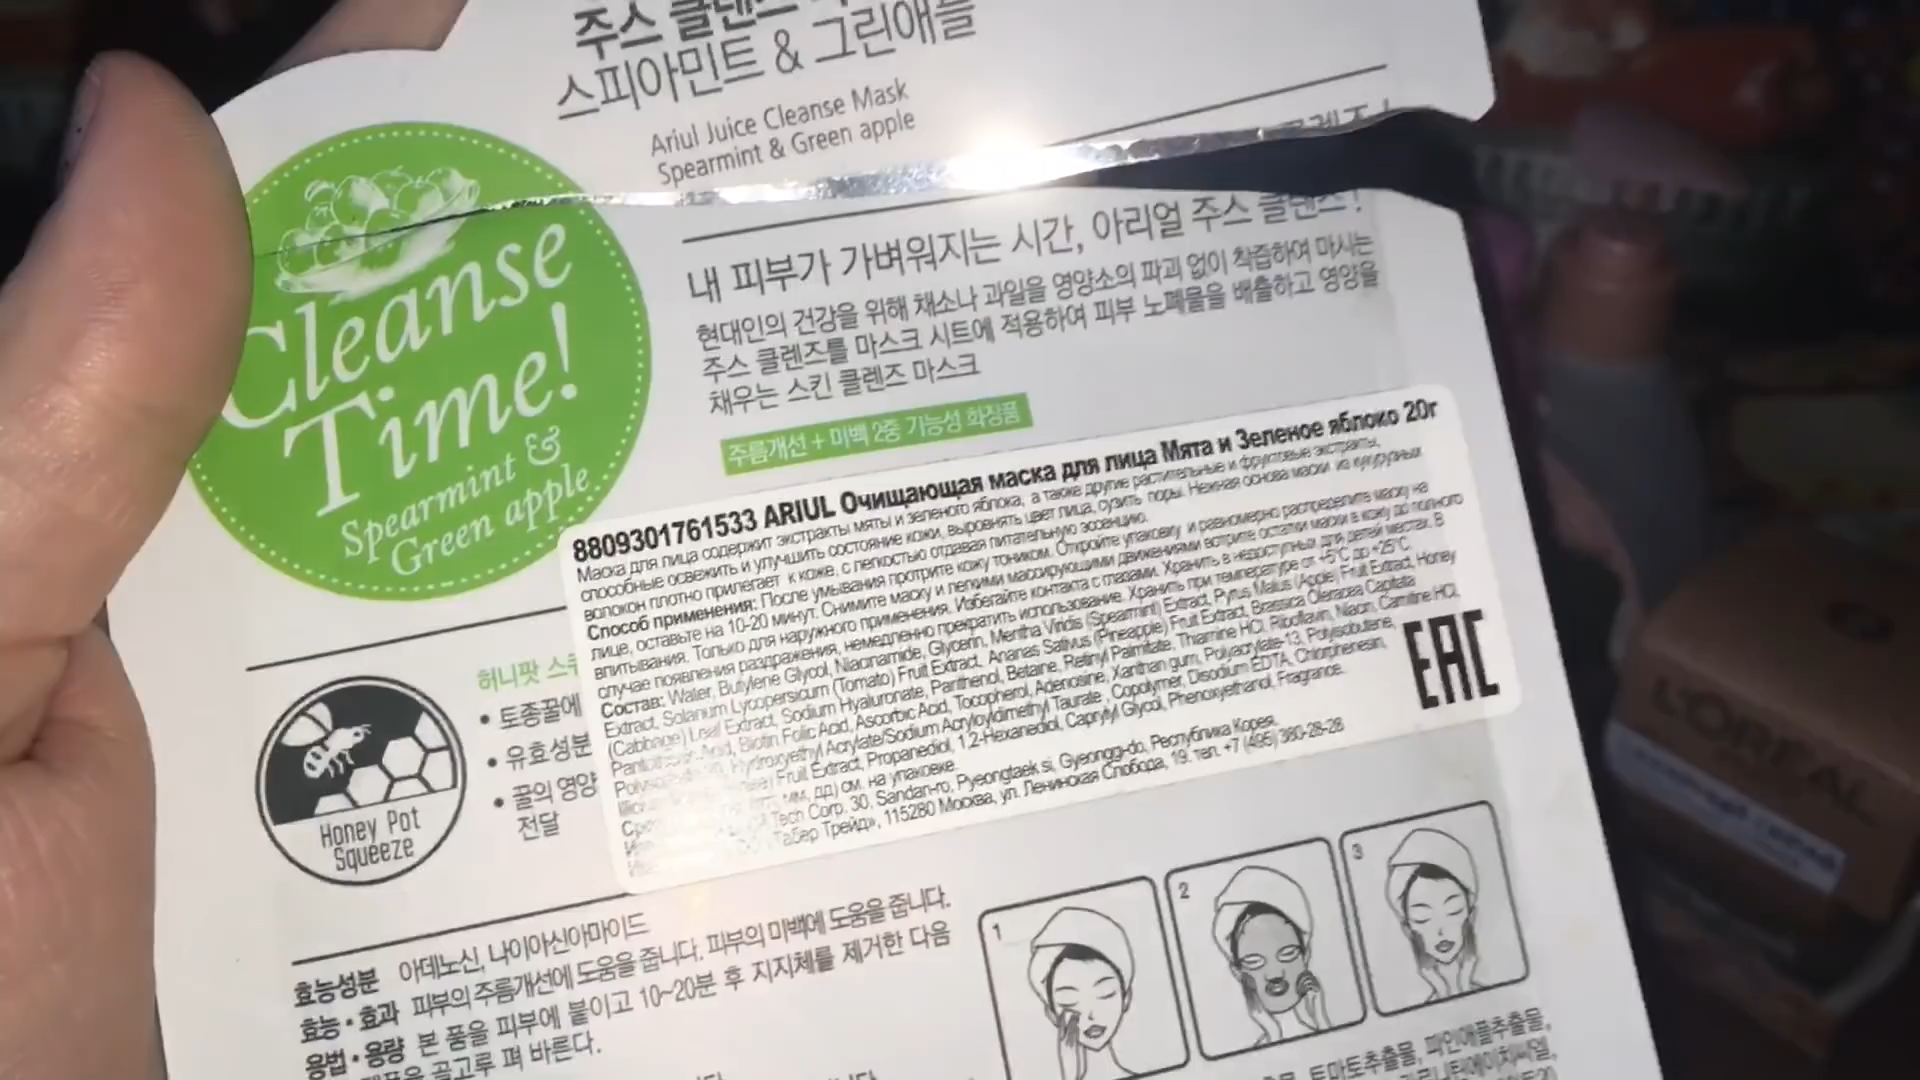 주스 클렌즈
스피아민트 & 그린애플
Ariul Juice Cleanse Mask
Spearmint & Green apple
Cleanse
Time!
Spearmint &
Green apple
내 피부가 가벼워지는 시간, 아리얼 주스 클렌즈!
현대인의 건강을 위해 채소나 과일을 영양소의 파괴 없이 착즙하여 마시는
주스 클렌즈를 마스크 시트에 적용하여 피부 노폐물을 배출하고 영양을
채우는 스킨 클렌즈 마스크
주름개선 + 미백 2중 기능성 화장품
8809301761533 ARIUL Очищающая маска для лица Мята и Зеленое яблоко 20г
Маска для лица содержит экстракты мяты и зеленого яблока, а также другие растительные и фруктовые экстракты,
способные освежить и улучшить состояние кожи, выровнять цвет лица, сузить поры. Нежная основа маски из кукурузных
волокон плотно прилегает к коже, с легкостью отдавая питательную эссенцию.
Способ применения: После умывания протрите кожу тоником. Откройте упаковку и равномерно распределите маску на
лице, оставьте на 10-20 минут. Снимите маску и легкими массирующими движениями вотрите остатки маски в кожу до полного
впитывания. Только для наружного применения. Избегайте контакта с глазами. Хранить в недоступных для детей местах. В
случае появления раздражения, немедленно прекратить использование. Хранить при температуре от +5°C до +25°C.
Состав: Water, Butylene Glycol, Niacinamide, Glycerin, Mentha Viridis (Spearmint) Extract, Pyrus Malus (Apple) Fruit Extract, Honey
Extract, Solanum Lycopersicum (Tomato) Fruit Extract, Ananas Sativus (Pineapple) Fruit Extract, Brassica Oleracea Capitata
(Cabbage) Leaf Extract, Sodium Hyaluronate, Panthenol, Betaine, Retinyl Palmitate, Thiamine HCl, Riboflavin, Niacin, Carnitine HCl,
Acid, Biotin Folic Acid, Ascorbic Acid, Tocopherol, Adenosine, Xanthan gum, Polyacrylate-13, Polyisobutene,
Hydroxyethyl Acrylate/Sodium Acryloyldimethyl Taurate Copolymer, Disodium EDTA, Chlorphenesin,
Fruit Extract, Propanediol, 1,2-Hexanediol, Caprylyl Glycol, Phenoxyethanol, Fragrance.
мм, дд) см. на упаковке.
Tech Corp. 30, Sandan-ro, Pyeongtaek si, Gyeonggi-do, Республика Корея.
Трейд», 115280 Москва, ул. Ленинская Слобода, 19. тел. +7 (495) 380-28-28
EAC
허니팟
• 토종꿀에
• 유효성분
• 꿀의 영양
전달
Honey Pot
Squeeze
효능성분 아데노신, 나이아신아마이드
효능・효과 피부의 주름개선에 도움을 줍니다. 피부의 미백에 도움을 줍니다.
용법・용량 본 품을 피부에 붙이고 10~20분 후 지지체를 제거한 다음
골고루 펴 바른다.
1
2
3
토마토추출물, 파인애플추출물,
L'OREAL